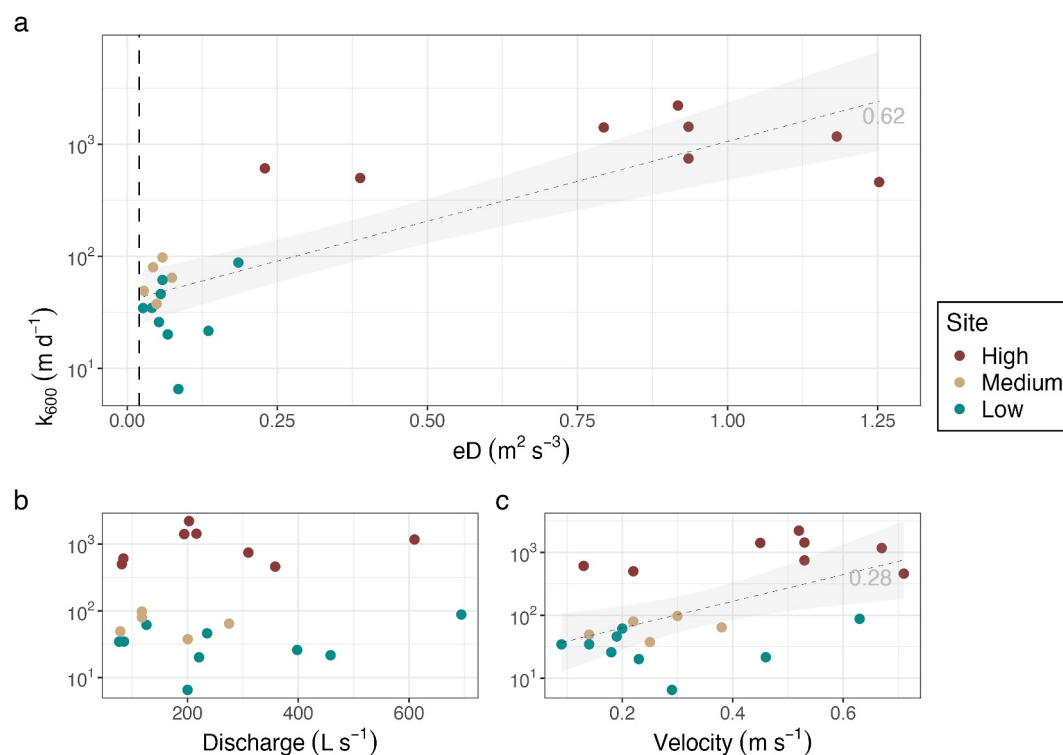 a
10³
10²
10¹
k₆₀₀ (m d⁻¹)
0.62
0.00 0.25 0.50 0.75 1.00 1.25
eD (m² s⁻³)
Site
High
Medium
Low
b
10³
10²
10¹
200 400 600
Discharge (L s⁻¹)
c
10³
10²
10¹
0.28
0.2 0.4 0.6
Velocity (m s⁻¹)